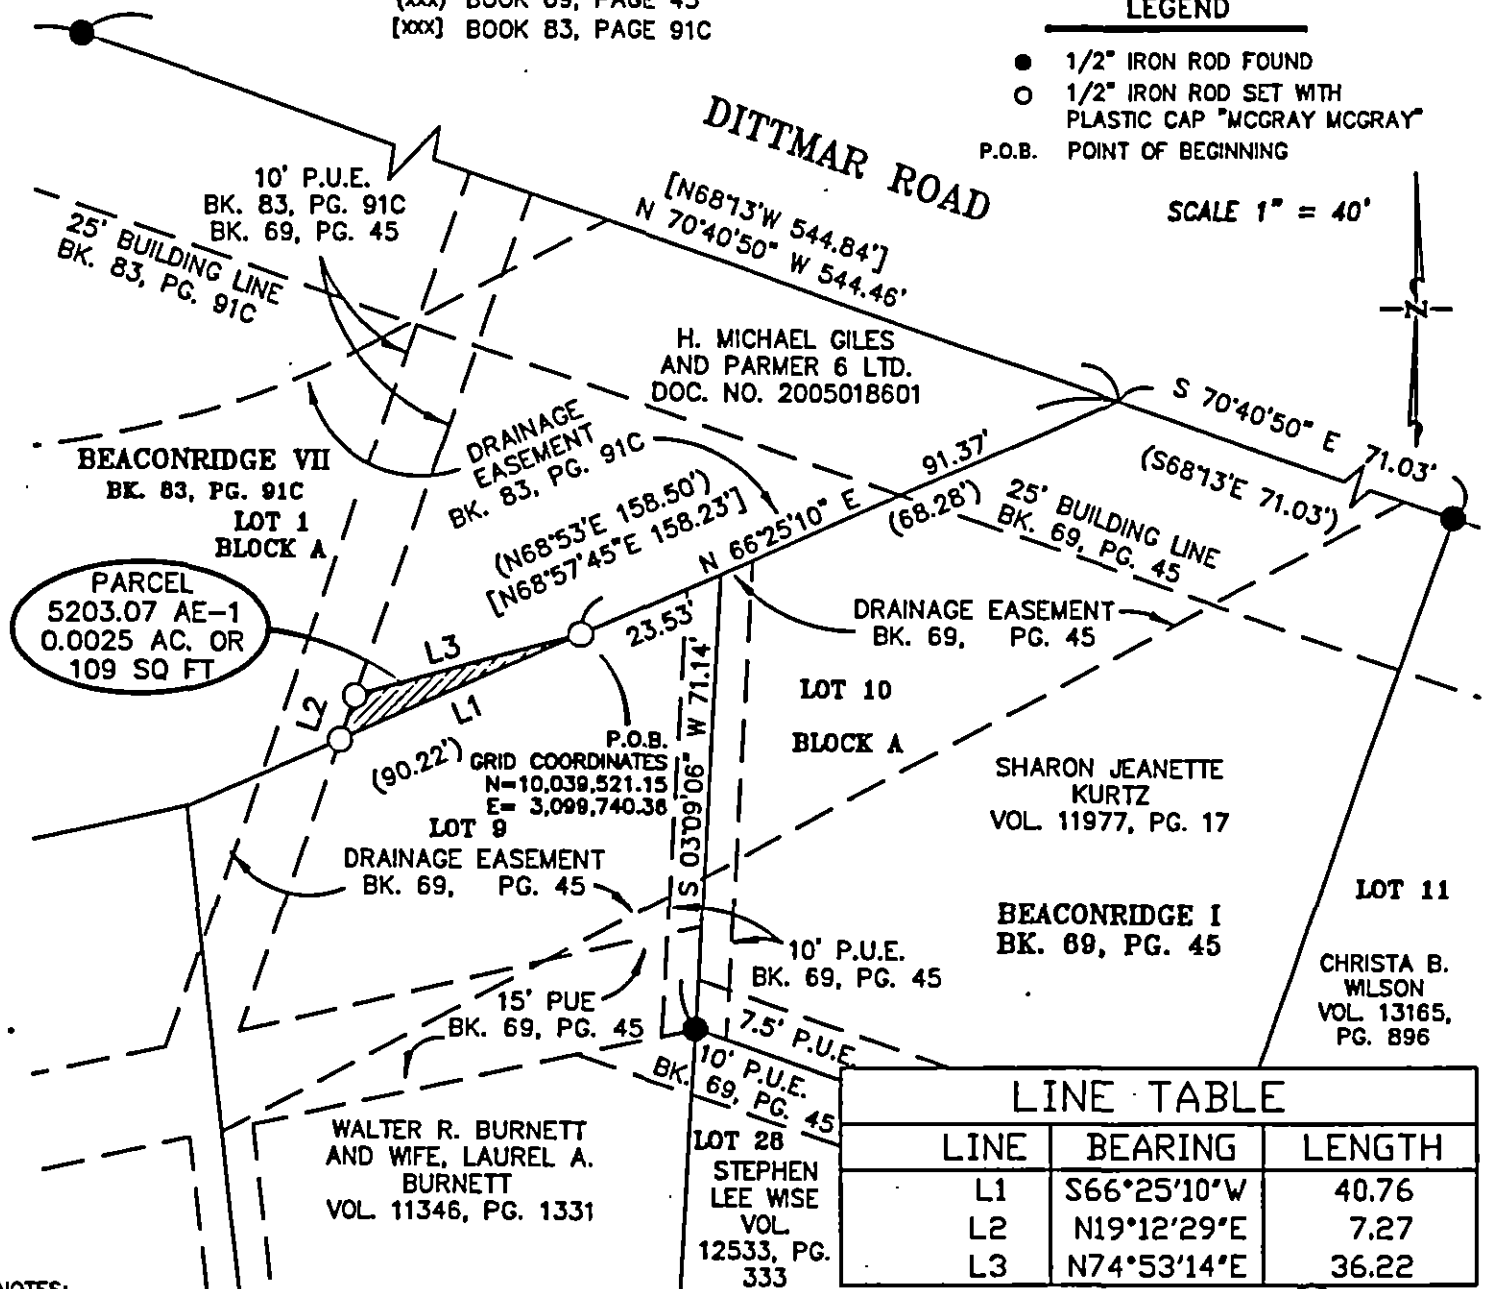 (xxx) BOOK 69, PAGE 45
[xxx] BOOK 83, PAGE 91C
LEGEND
1/2" IRON ROD FOUND
1/2" IRON ROD SET WITH
PLASTIC CAP "MCGRAY MCGRAY"
P.O.B. POINT OF BEGINNING
SCALE 1" = 40'
N
DITTMAR ROAD
[N68°13'W 544.84']
N 70°40'50" W 544.46'
10' P.U.E.
BK. 83, PG. 91C
BK. 69, PG. 45
25' BUILDING LINE
BK. 83, PG. 91C
H. MICHAEL GILES
AND PARMER 6 LTD.
DOC. NO. 2005018601
S 70°40'50" E 71.03'
(S68°13'E 71.03')
DRAINAGE
EASEMENT
BK. 83, PG. 91C
BEACONRIDGE VII
BK. 83, PG. 91C
LOT 1
BLOCK A
(N68°53'E 158.50')
[N68°57'45"E 158.23']
N 66°25'10" E
91.37'
(68.28')
25' BUILDING LINE
BK. 69, PG. 45
PARCEL
5203.07 AE-1
0.0025 AC. OR
109 SQ FT
L3
L2
L1
23.53'
(90.22')
DRAINAGE EASEMENT
BK. 69, PG. 45
P.O.B.
GRID COORDINATES
N=10,039,521.15
E= 3,099,740.36
S 03°09'06" W 71.14'
LOT 10
BLOCK A
SHARON JEANETTE
KURTZ
VOL. 11977, PG. 17
LOT 9
DRAINAGE EASEMENT
BK. 69, PG. 45
BEACONRIDGE I
BK. 69, PG. 45
LOT 11
CHRISTA B.
WILSON
VOL. 13165,
PG. 896
10' P.U.E.
BK. 69, PG. 45
15' PUE
BK. 69, PG. 45
7.5' P.U.E.
10' P.U.E.
BK. 69, PG. 45
WALTER R. BURNETT
AND WIFE, LAUREL A.
BURNETT
VOL. 11346, PG. 1331
LOT 28
STEPHEN
LEE WISE
VOL.
12533, PG.
333
LINE TABLE
LINE BEARING LENGTH
L1 S66°25'10"W 40.76
L2 N19°12'29"E 7.27
L3 N74°53'14"E 36.22
NOTES: